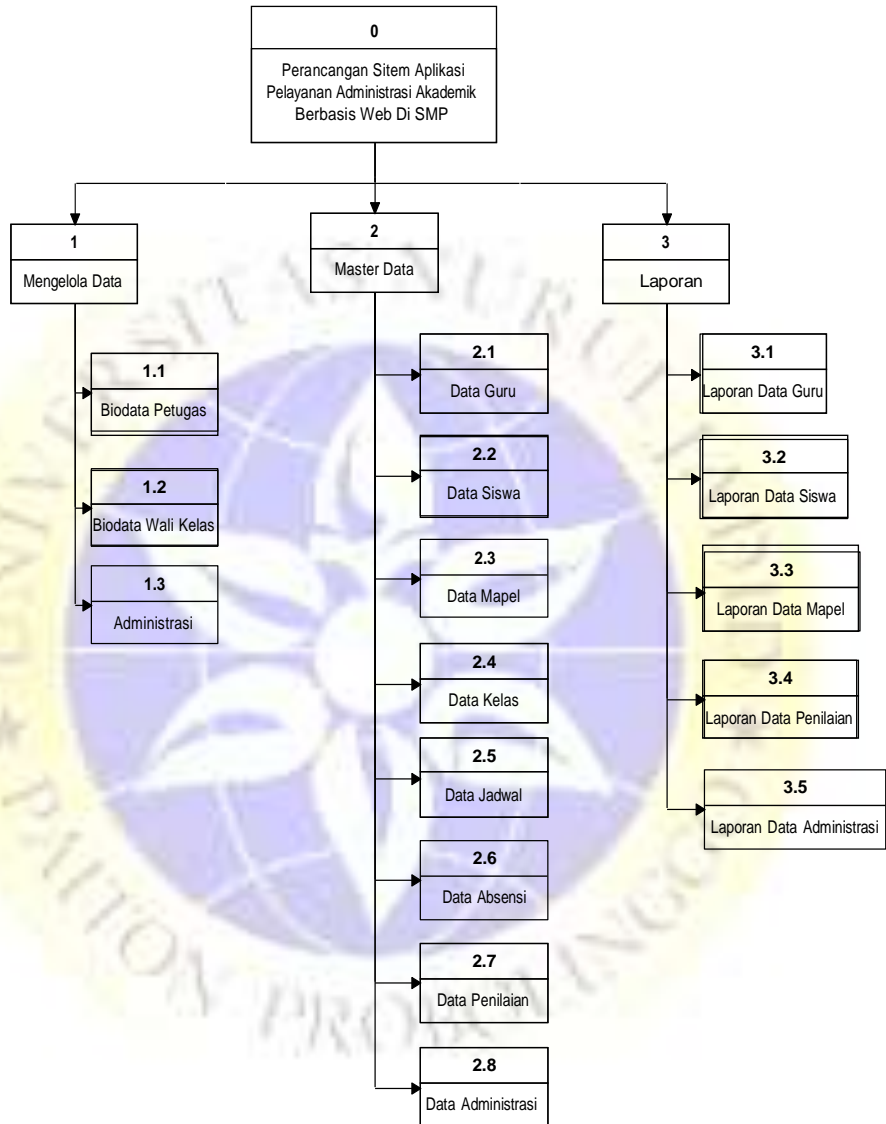 0
Perancangan Sitem Aplikasi
Pelayanan Administrasi Akademik
Berbasis Web Di SMP
1
Mengelola Data
2
Master Data
3
Laporan
1.1
Biodata Petugas
1.2
Biodata Wali Kelas
1.3
Administrasi
2.1
Data Guru
2.2
Data Siswa
2.3
Data Mapel
2.4
Data Kelas
2.5
Data Jadwal
2.6
Data Absensi
2.7
Data Penilaian
2.8
Data Administrasi
3.1
Laporan Data Guru
3.2
Laporan Data Siswa
3.3
Laporan Data Mapel
3.4
Laporan Data Penilaian
3.5
Laporan Data Administrasi
PAITON PROBOLINGGO